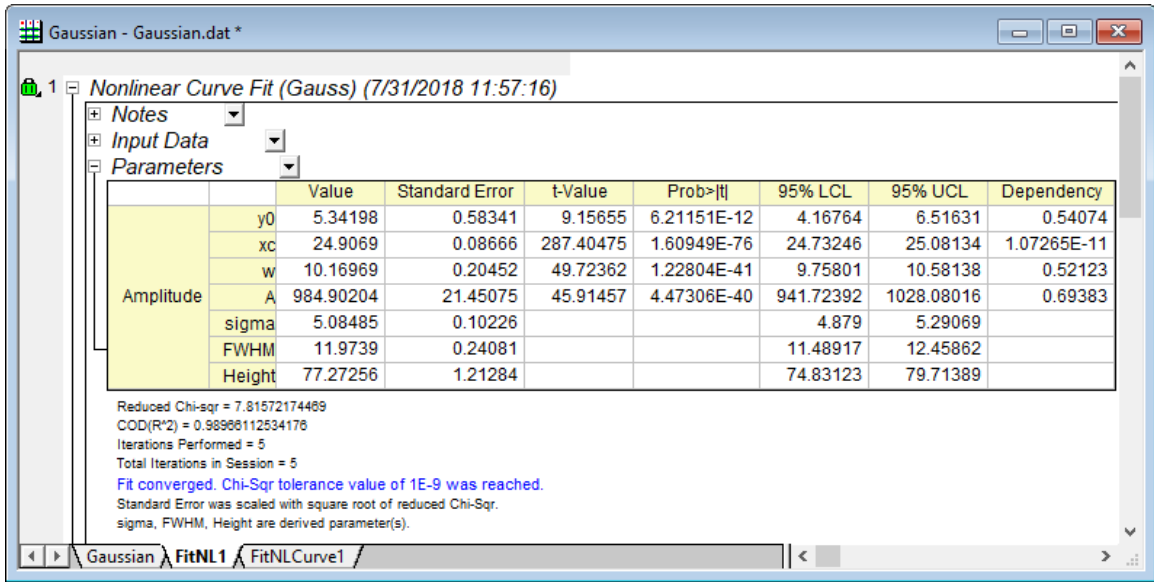 Gaussian - Gaussian.dat *
1 Nonlinear Curve Fit (Gauss) (7/31/2018 11:57:16)
Notes
Input Data
Parameters
Value Standard Error t-Value Prob>|t| 95% LCL 95% UCL Dependency
Amplitude
y0 5.34198 0.58341 9.15655 6.21151E-12 4.16764 6.51631 0.54074
xc 24.9069 0.08666 287.40475 1.60949E-76 24.73246 25.08134 1.07265E-11
w 10.16969 0.20452 49.72362 1.22804E-41 9.75801 10.58138 0.52123
A 984.90204 21.45075 45.91457 4.47306E-40 941.72392 1028.08016 0.69383
sigma 5.08485 0.10226 4.879 5.29069
FWHM 11.9739 0.24081 11.48917 12.45862
Height 77.27256 1.21284 74.83123 79.71389
Reduced Chi-sqr = 7.81572174469
COD(R^2) = 0.98966112534176
Iterations Performed = 5
Total Iterations in Session = 5
Fit converged. Chi-Sqr tolerance value of 1E-9 was reached.
Standard Error was scaled with square root of reduced Chi-Sqr.
sigma, FWHM, Height are derived parameter(s).
Gaussian FitNL1 FitNLCurve1